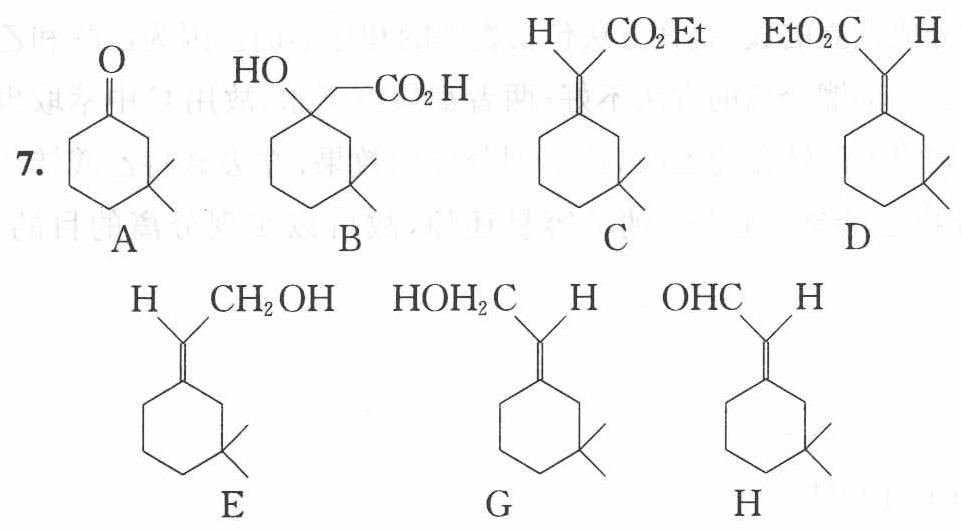 H CO₂Et EtO₂C H
O HO CO₂H
7.
A B C D
H CH₂OH HOH₂C H OHC H
E G H